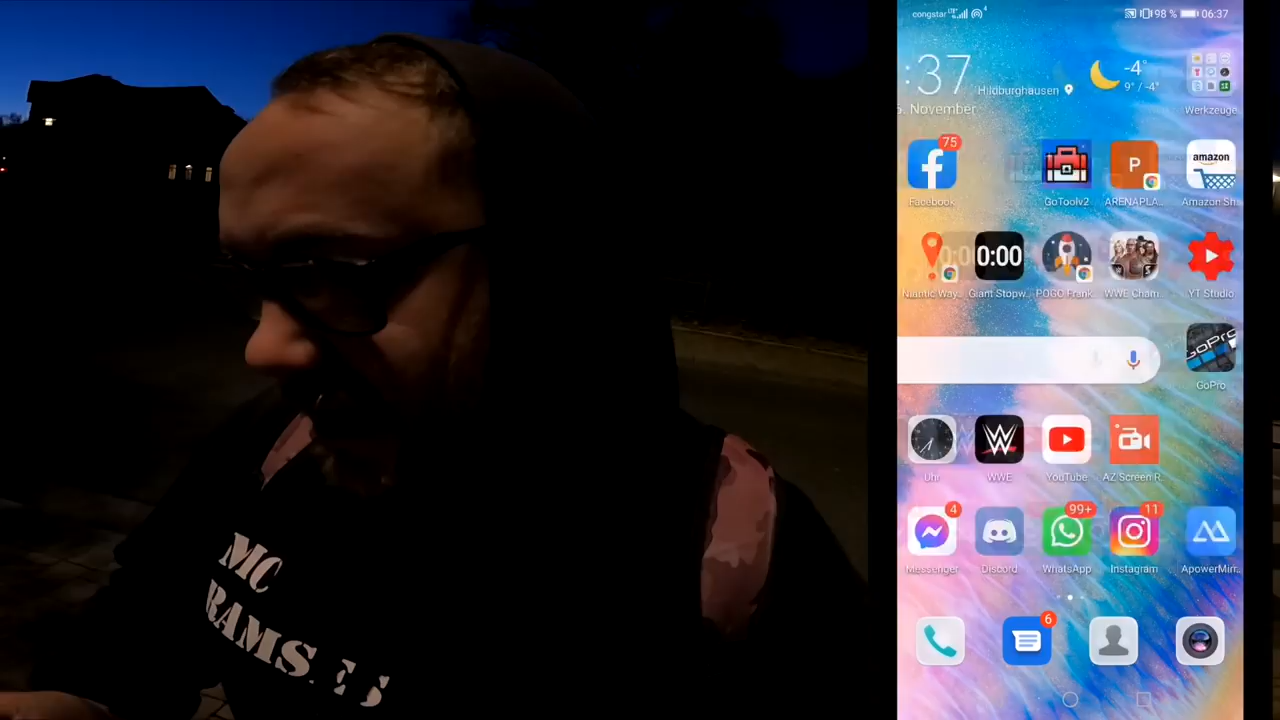 congstar
98 %
06:37
:37
Hildburghausen
-4°
9° / -4°
November
Werkzeuge
75
P
amazon
Facebook
GoToolv2
ARENAPLA...
Amazon Sh...
0:00
Niantic Way...
Giant Stopw...
POGO Frank...
WWE Cham...
YT Studio
GoPro
GoPro
Uhr
WWE
YouTube
AZ Screen R...
4
99+
11
Messenger
Discord
WhatsApp
Instagram
ApowerMirr...
6
MC
RAMS